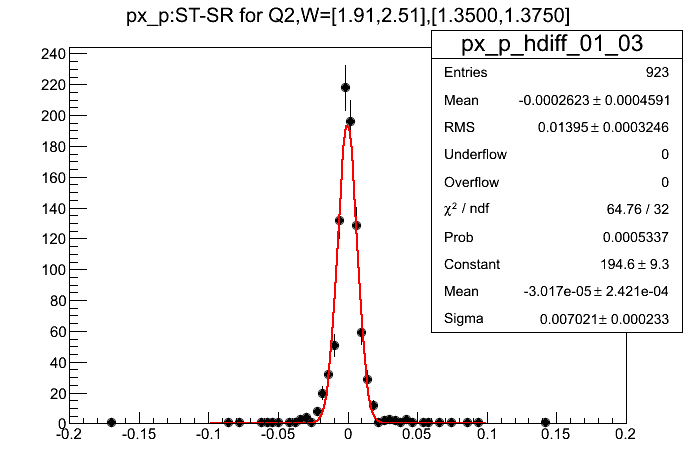 px_p:ST-SR for Q2,W=[1.91,2.51],[1.3500,1.3750]
px_p_hdiff_01_03
Entries 923
Mean -0.0002623 ± 0.0004591
RMS 0.01395 ± 0.0003246
Underflow 0
Overflow 0
χ² / ndf 64.76 / 32
Prob 0.0005337
Constant 194.6 ± 9.3
Mean -3.017e-05 ± 2.421e-04
Sigma 0.007021 ± 0.000233
240
220
200
180
160
140
120
100
80
60
40
20
0
-0.2 -0.15 -0.1 -0.05 0 0.05 0.1 0.15 0.2